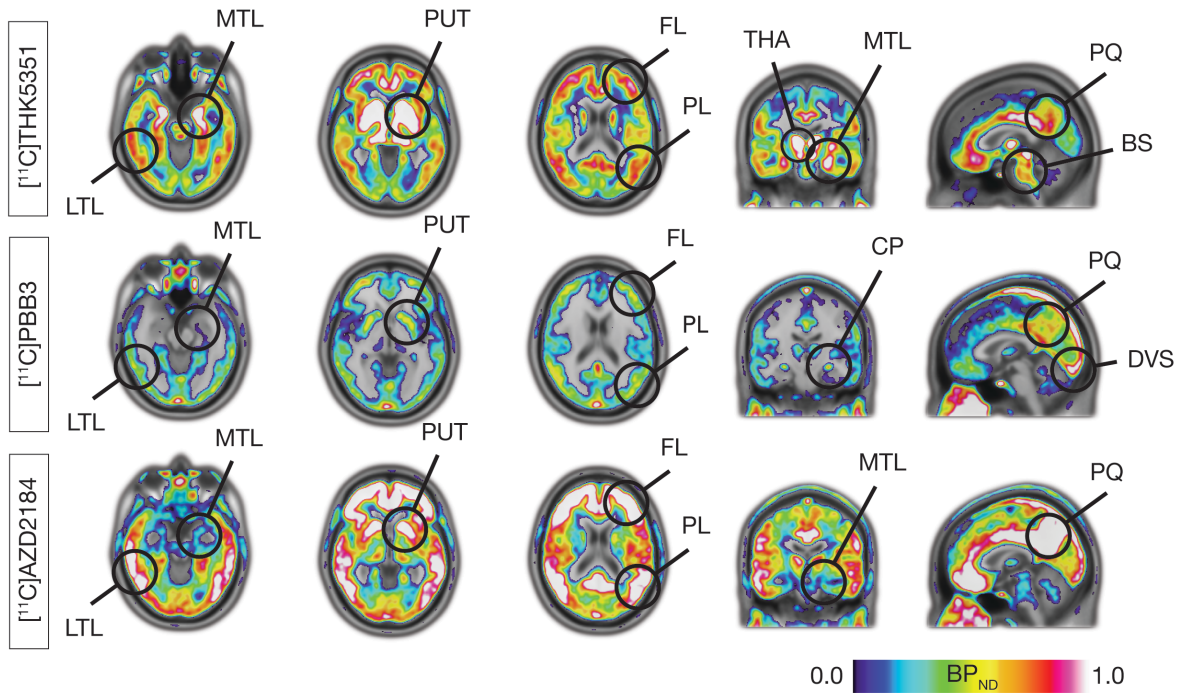 [¹¹C]THK5351
MTL
LTL
PUT
FL
PL
THA
MTL
PQ
BS
[¹¹C]PBB3
MTL
LTL
PUT
FL
PL
CP
PQ
DVS
[¹¹C]AZD2184
MTL
LTL
PUT
FL
PL
MTL
PQ
0.0 BP_ND 1.0